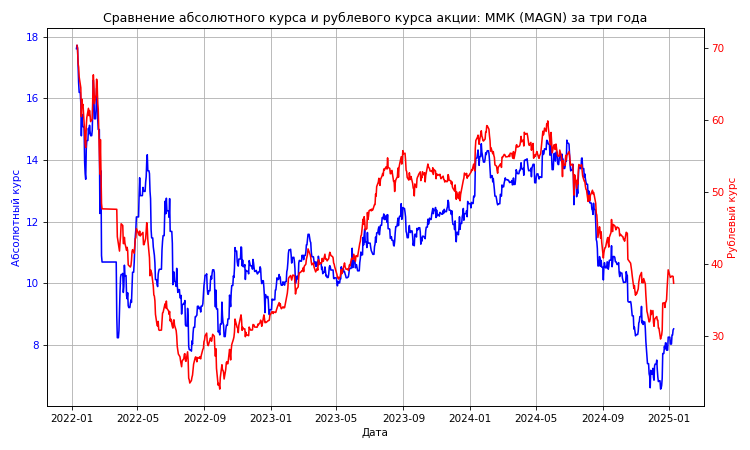 Сравнение абсолютного курса и рублевого курса акции: ММК (MAGN) за три года
18
16
14
12
10
8
Абсолютный курс
70
60
50
40
30
Рублевый курс
2022-01 2022-05 2022-09 2023-01 2023-05 2023-09 2024-01 2024-05 2024-09 2025-01
Дата